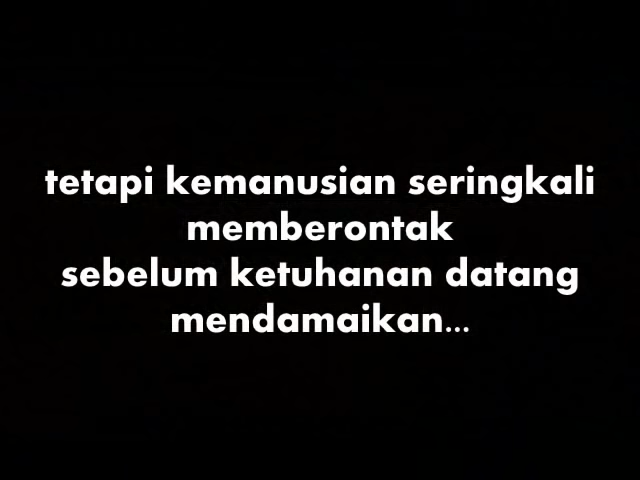 tetapi kemanusian seringkali
memberontak
sebelum ketuhanan datang
mendamaikan...